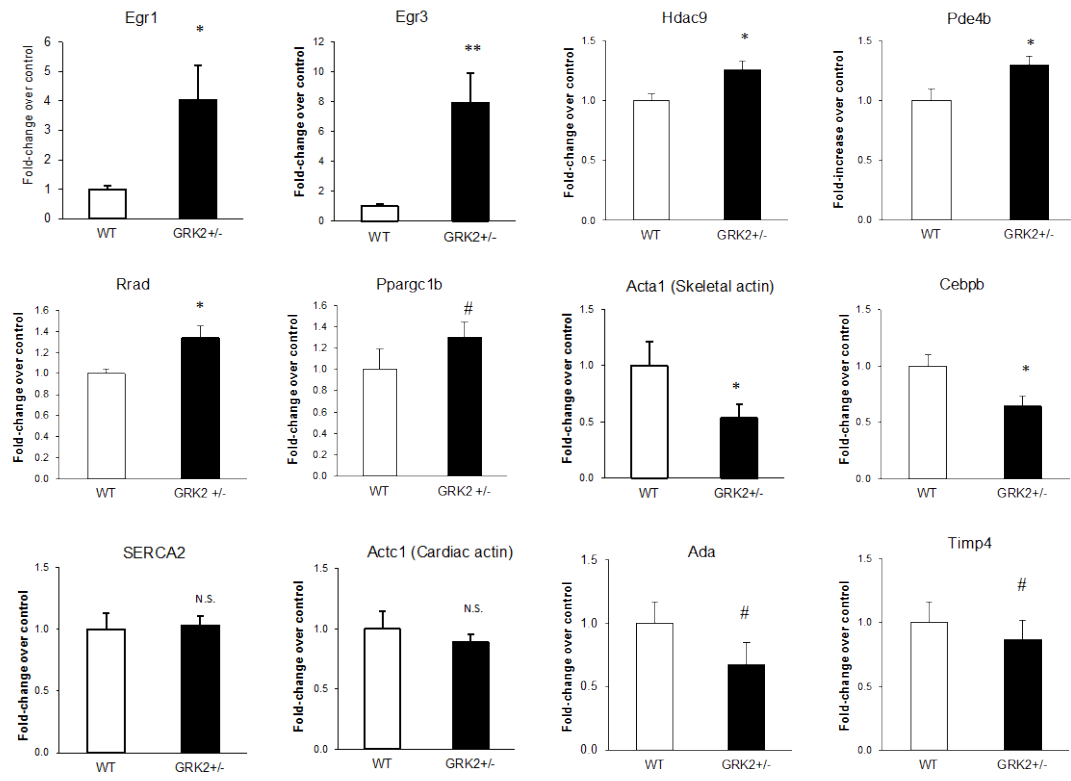 Egr1
Fold-change over control
6
5
4
3
2
1
0
*
WT
GRK2+/-
Egr3
Fold-change over control
12
10
8
6
4
2
0
**
WT
GRK2+/-
Hdac9
Fold-change over control
1.5
1.0
0.5
0.0
*
WT
GRK2+/-
Pde4b
Fold-increase over control
1.5
1.0
0.5
0.0
*
WT
GRK2+/-
Rrad
Fold-change over control
1.6
1.4
1.2
1.0
0.8
0.6
0.4
0.2
0.0
*
WT
GRK2 +/-
Ppargc1b
Fold-change over control
1.6
1.4
1.2
1.0
0.8
0.6
0.4
0.2
0.0
#
WT
GRK2 +/-
Acta1 (Skeletal actin)
Fold-change over control
1.5
1.0
0.5
0.0
*
WT
GRK2+/-
Cebpb
Fold-change over control
1.5
1.0
0.5
0.0
*
WT
GRK2+/-
SERCA2
Fold-change over control
1.5
1.0
0.5
0.0
N.S.
WT
GRK2+/-
Actc1 (Cardiac actin)
Fold-change over control
1.5
1.0
0.5
0.0
N.S.
WT
GRK2+/-
Ada
Fold-change over control
1.5
1.0
0.5
0.0
#
WT
GRK2+/-
Timp4
Fold-change over control
1.5
1.0
0.5
0.0
#
WT
GRK2+/-